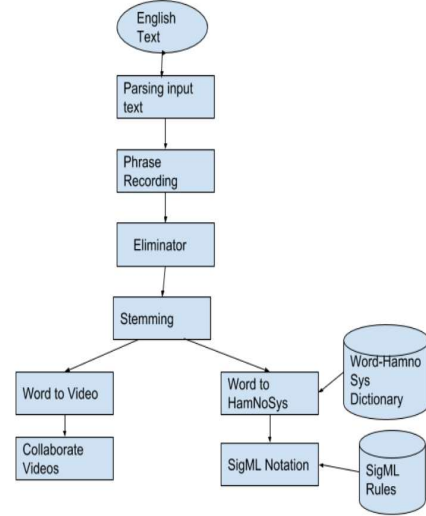 English
Text
Parsing input
text
Phrase
Recording
Eliminator
Stemming
Word to Video
Word to
HamNoSys
Word-Hamno
Sys
Dictionary
Collaborate
Videos
SigML Notation
SigML
Rules